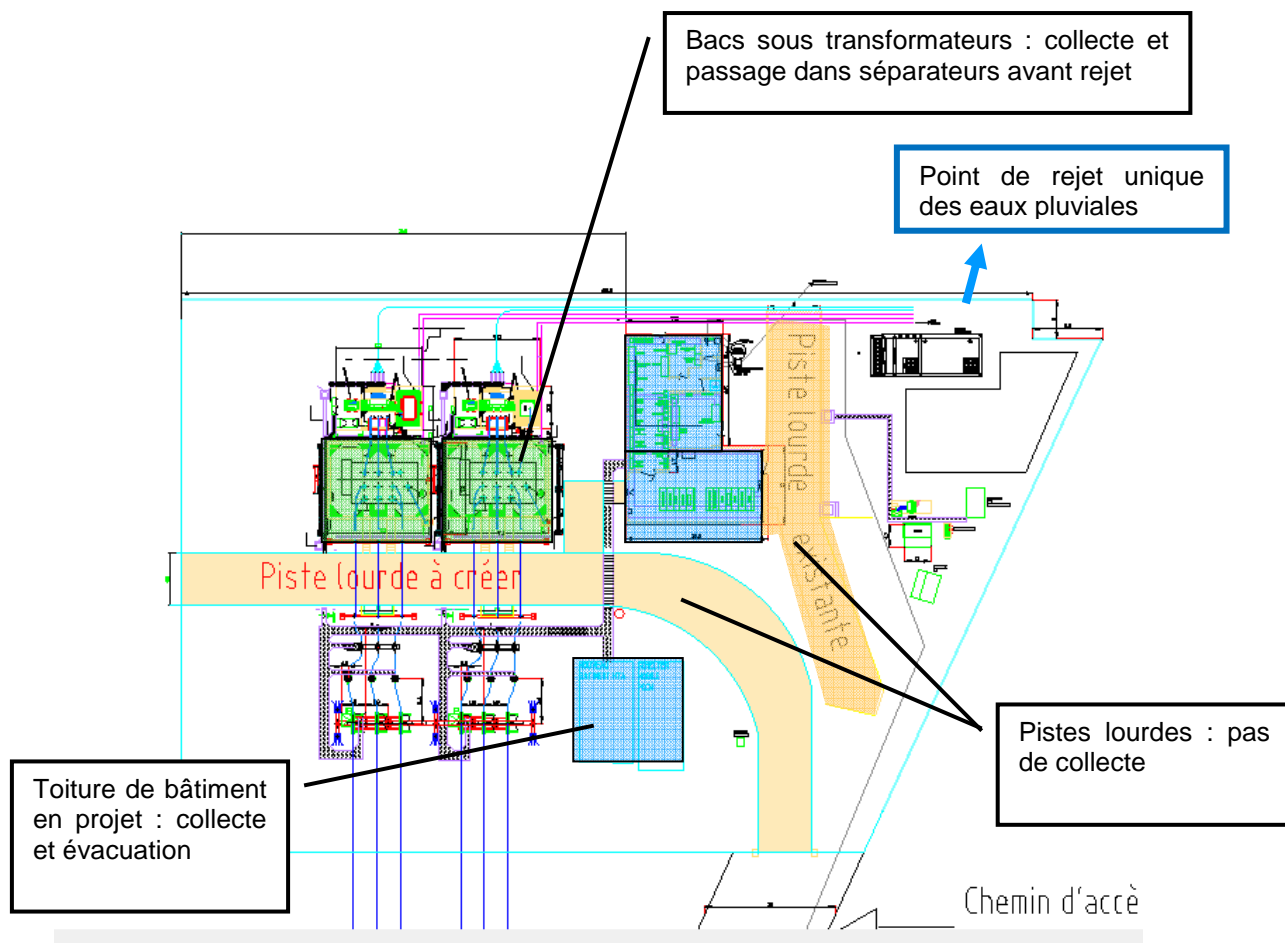 Bacs sous transformateurs : collecte et
passage dans séparateurs avant rejet
Point de rejet unique
des eaux pluviales
Piste lourde existante
Piste lourde à créer
Pistes lourdes : pas
de collecte
Toiture de bâtiment
en projet : collecte
et évacuation
Chemin d'accè